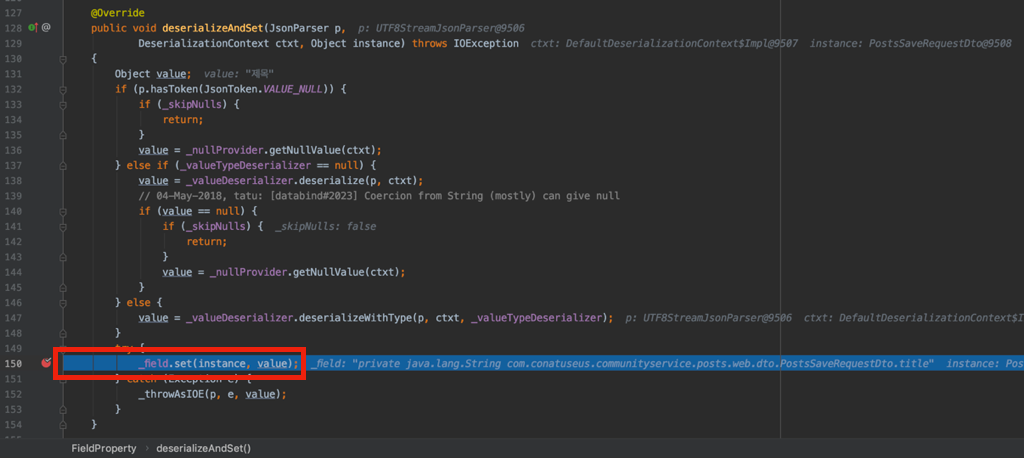 127 @Override
128 @ public void deserializeAndSet(JsonParser p, p: UTF8StreamJsonParser@9506
129 DeserializationContext ctxt, Object instance) throws IOException ctxt: DefaultDeserializationContext$Impl@9507 instance: PostsSaveRequestDto@9508
130 {
131 Object value; value: "제목"
132 if (p.hasToken(JsonToken.VALUE_NULL)) {
133 if (_skipNulls) {
134 return;
135 }
136 value = _nullProvider.getNullValue(ctxt);
137 } else if (_valueTypeDeserializer == null) {
138 value = _valueDeserializer.deserialize(p, ctxt);
139 // 04-May-2018, tatu: [databind#2023] Coercion from String (mostly) can give null
140 if (value == null) {
141 if (_skipNulls) { _skipNulls: false
142 return;
143 }
144 value = _nullProvider.getNullValue(ctxt);
145 }
146 } else {
147 value = _valueDeserializer.deserializeWithType(p, ctxt, _valueTypeDeserializer); p: UTF8StreamJsonParser@9506 ctxt: DefaultDeserializationContext$I
148 }
149 try {
150 _field.set(instance, value); _field: "private java.lang.String com.conatuseus.communityservice.posts.web.dto.PostsSaveRequestDto.title" instance: Pos
151 } catch (Exception e) {
152 _throwAsIOE(p, e, value);
153 }
154 }
155
FieldProperty › deserializeAndSet()